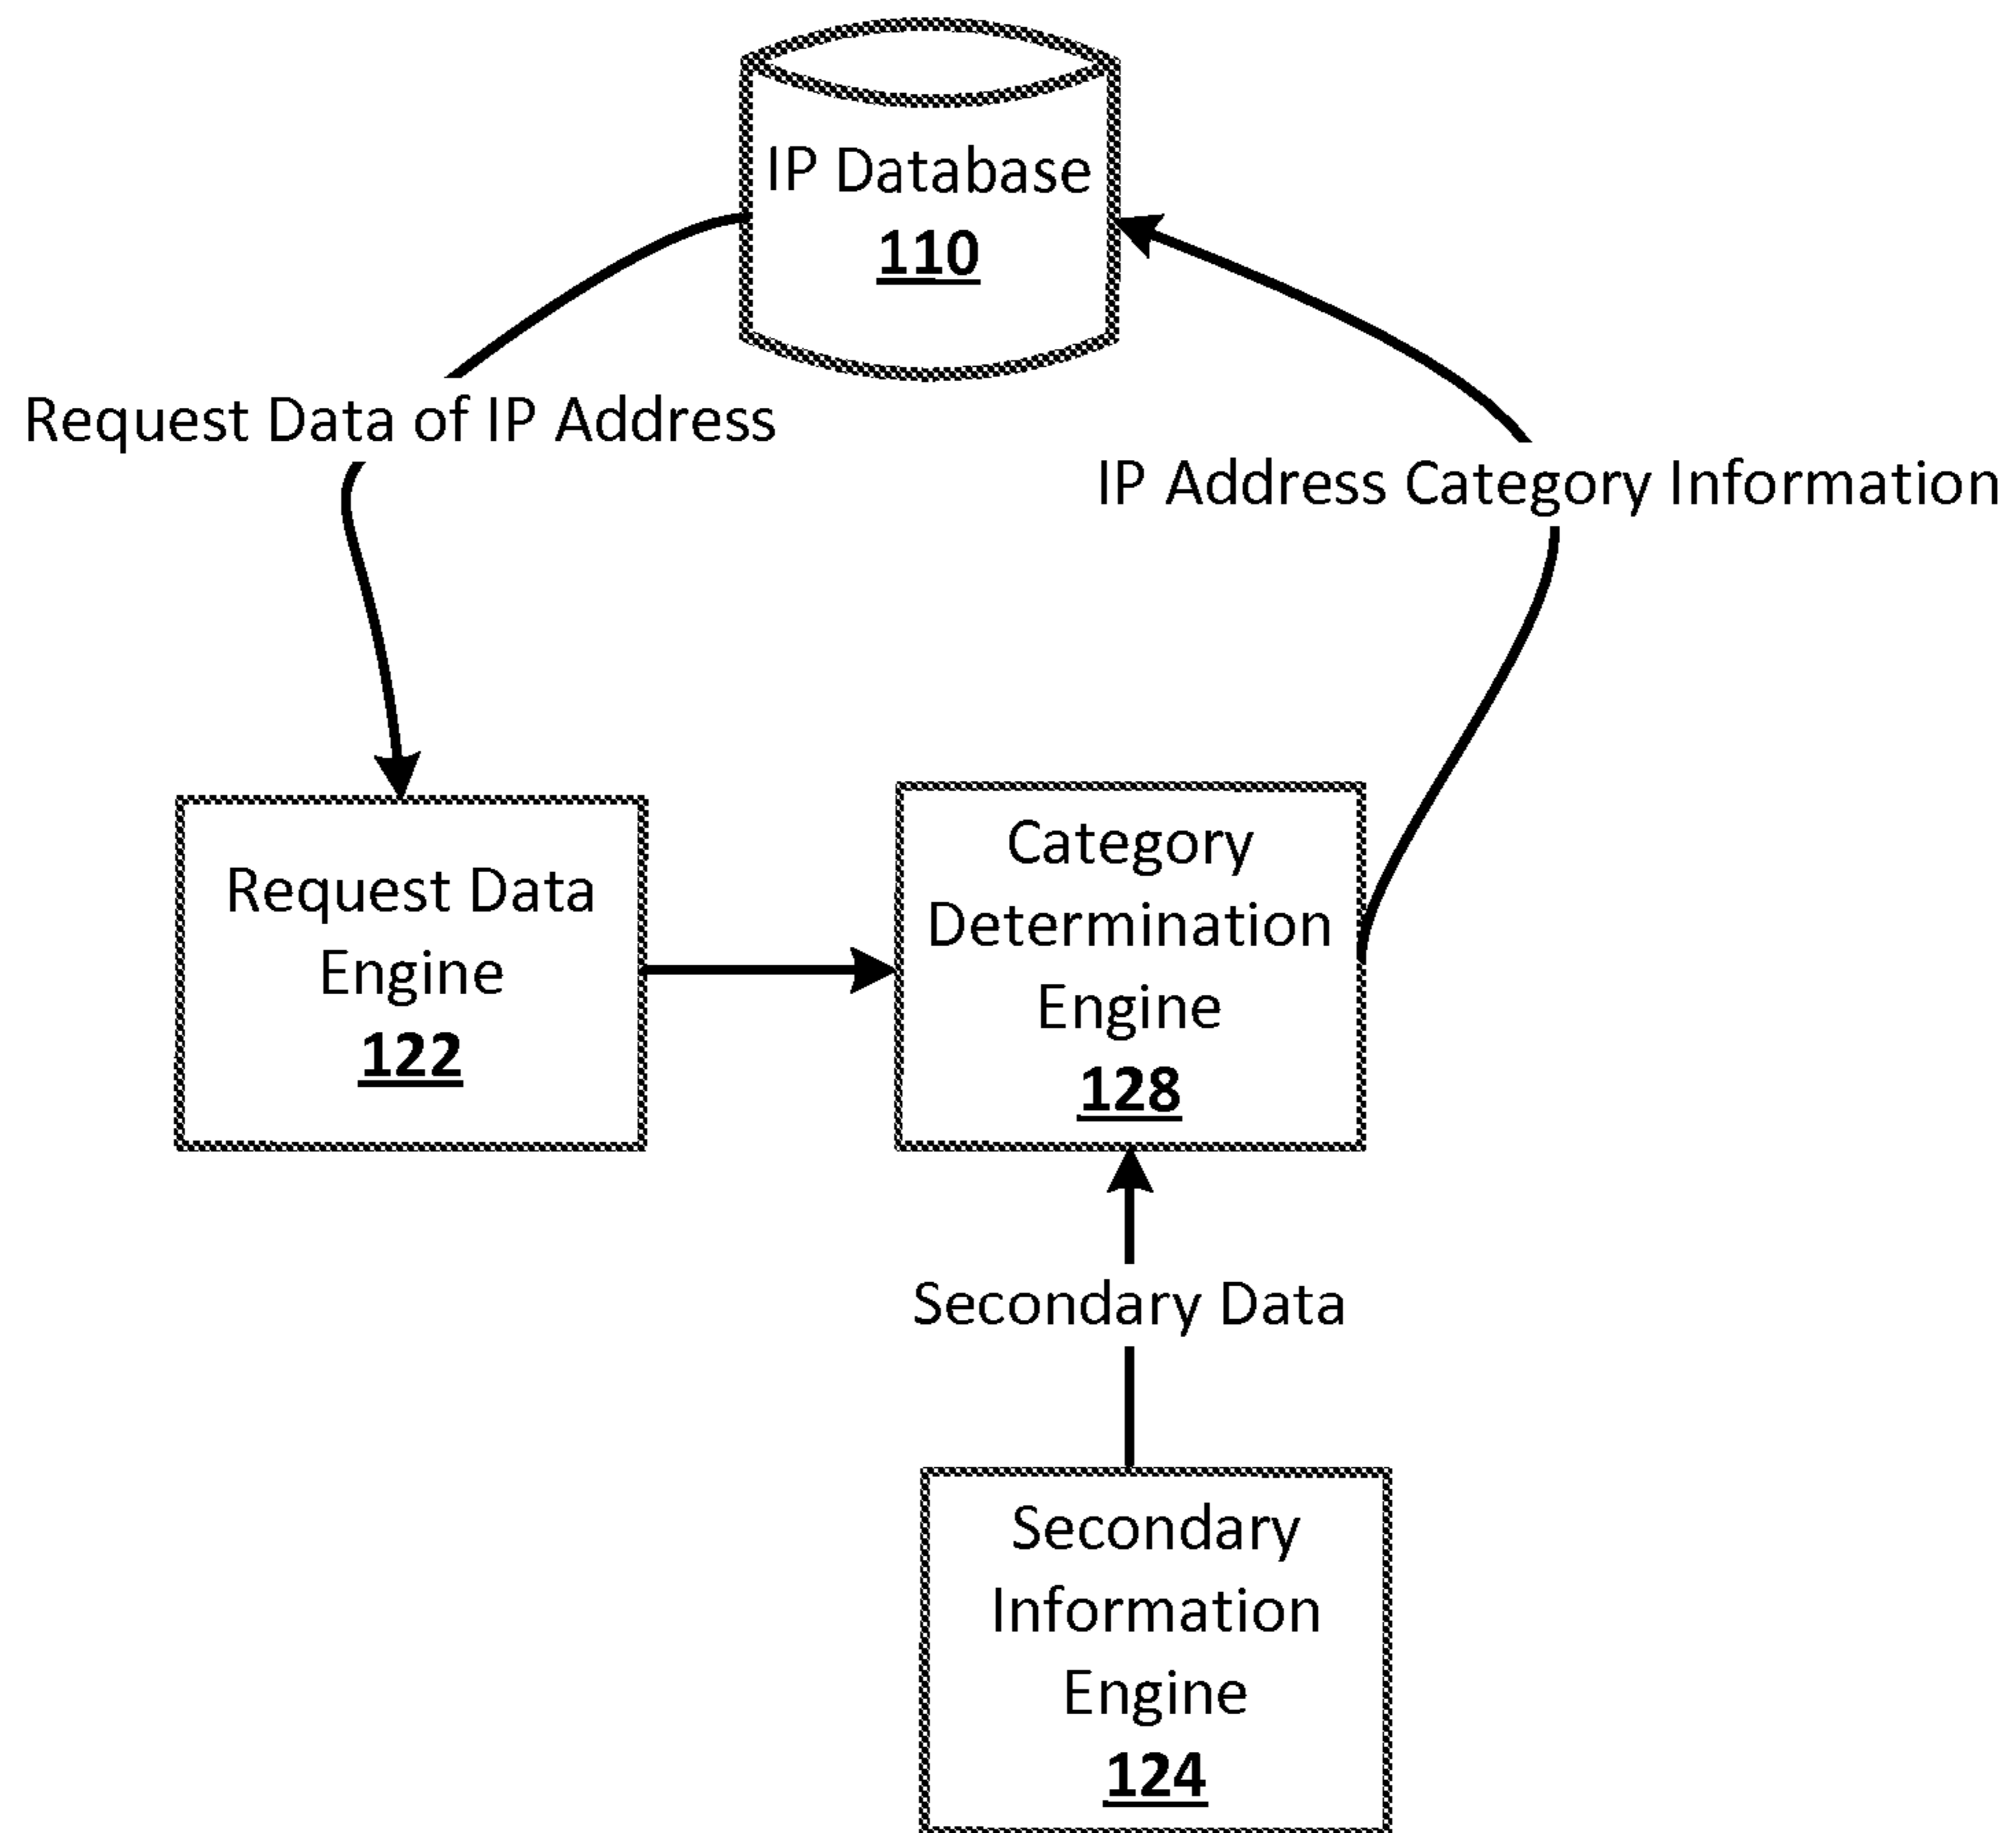 IP Database
110
Request Data of IP Address
IP Address Category Information
Request Data
Engine
122
Category
Determination
Engine
128
Secondary Data
Secondary
Information
Engine
124